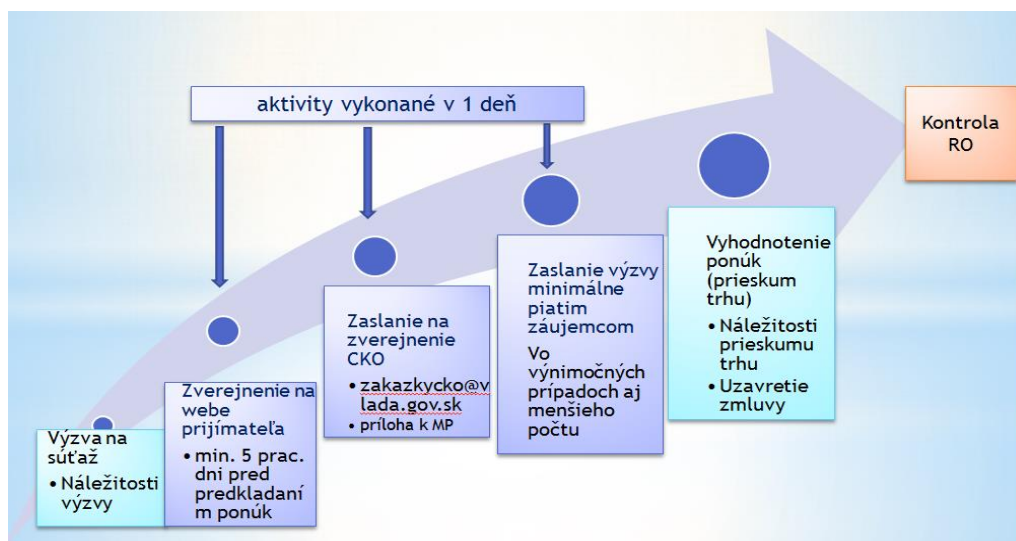 aktivity vykonané v 1 deň
Výzva na
súťaž
• Náležitosti
výzvy
Zverejnenie na
webe
prijímateľa
• min. 5 prac.
dni pred
predkladaní
m ponúk
Zaslanie na
zverejnenie
CKO
• zakazkycko@v
lada.gov.sk
• príloha k MP
Zaslanie výzvy
minimálne
piatim
záujemcom
Vo
výnimočných
prípadoch aj
menšieho
počtu
Vyhodnotenie
ponúk
(prieskum
trhu)
• Náležitosti
prieskumu
trhu
• Uzavretie
zmluvy
Kontrola
RO